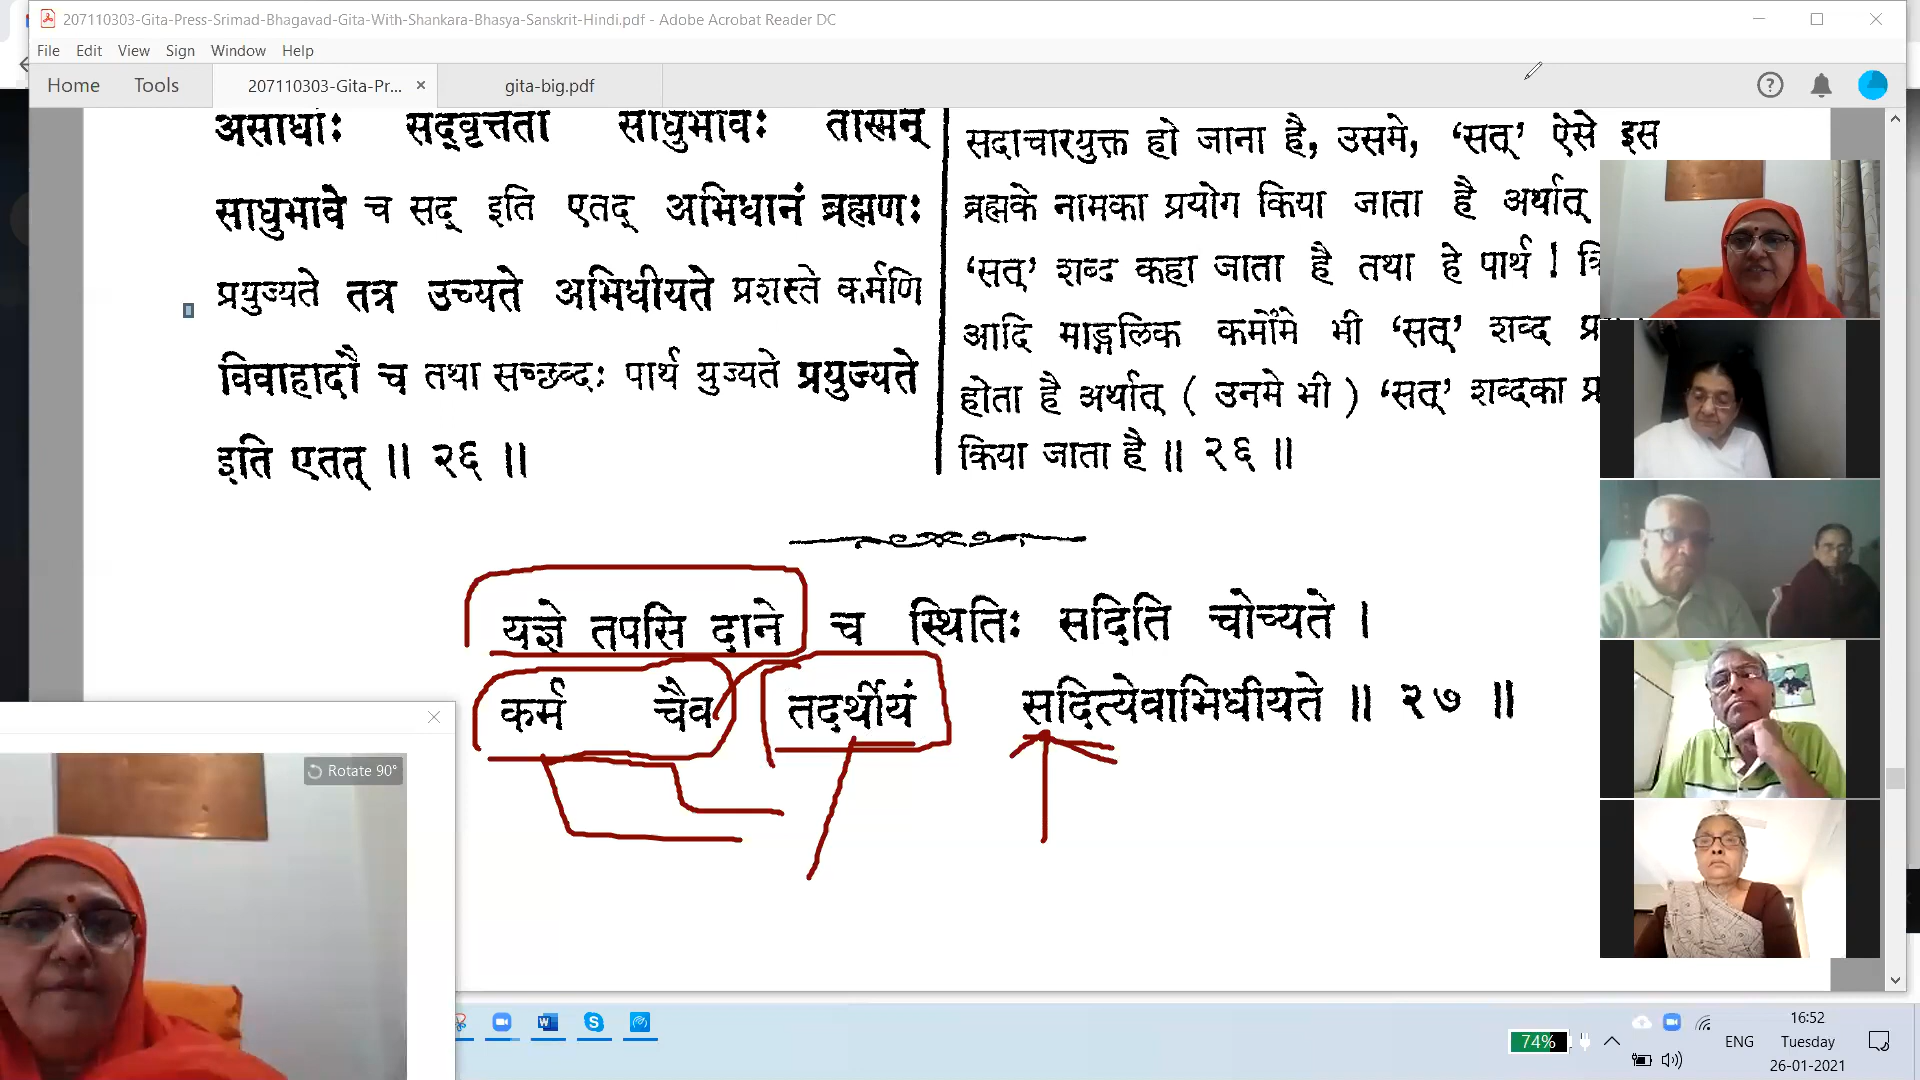 207110303-Gita-Press-Srimad-Bhagavad-Gita-With-Shankara-Bhasya-Sanskrit-Hindi.pdf - Adobe Acrobat Reader DC
File Edit View Sign Window Help
Home Tools 207110303-Gita-Pr... × gita-big.pdf
असाधोः सद्वृत्तता साधुभावः तस्मिन्
साधुभावे च सद् इति एतद् अभिधानं ब्रह्मणः
प्रयुज्यते तत्र उच्यते अभिधीयते प्रशस्ते कर्मणि
विवाहादौ च तथा सच्छब्दः पार्थ युज्यते प्रयुज्यते
इति एतत् ॥ २६ ॥
सदाचारयुक्त हो जाना है, उसमे, ‘सत्’ ऐसे इस
ब्रह्मके नामका प्रयोग किया जाता है अर्थात्
‘सत्’ शब्द कहा जाता है तथा हे पार्थ !
आदि माङ्गलिक कर्मोंमे भी ‘सत्’ शब्द
होता है अर्थात् ( उनमे भी ) ‘सत्’ शब्दका
किया जाता है ॥ २६ ॥
यज्ञे तपसि दाने च स्थितिः सदिति चोच्यते ।
कर्म चैव तदर्थीयं सदित्येवाभिधीयते ॥ २७ ॥
Rotate 90°
74%
ENG
16:52
Tuesday
26-01-2021